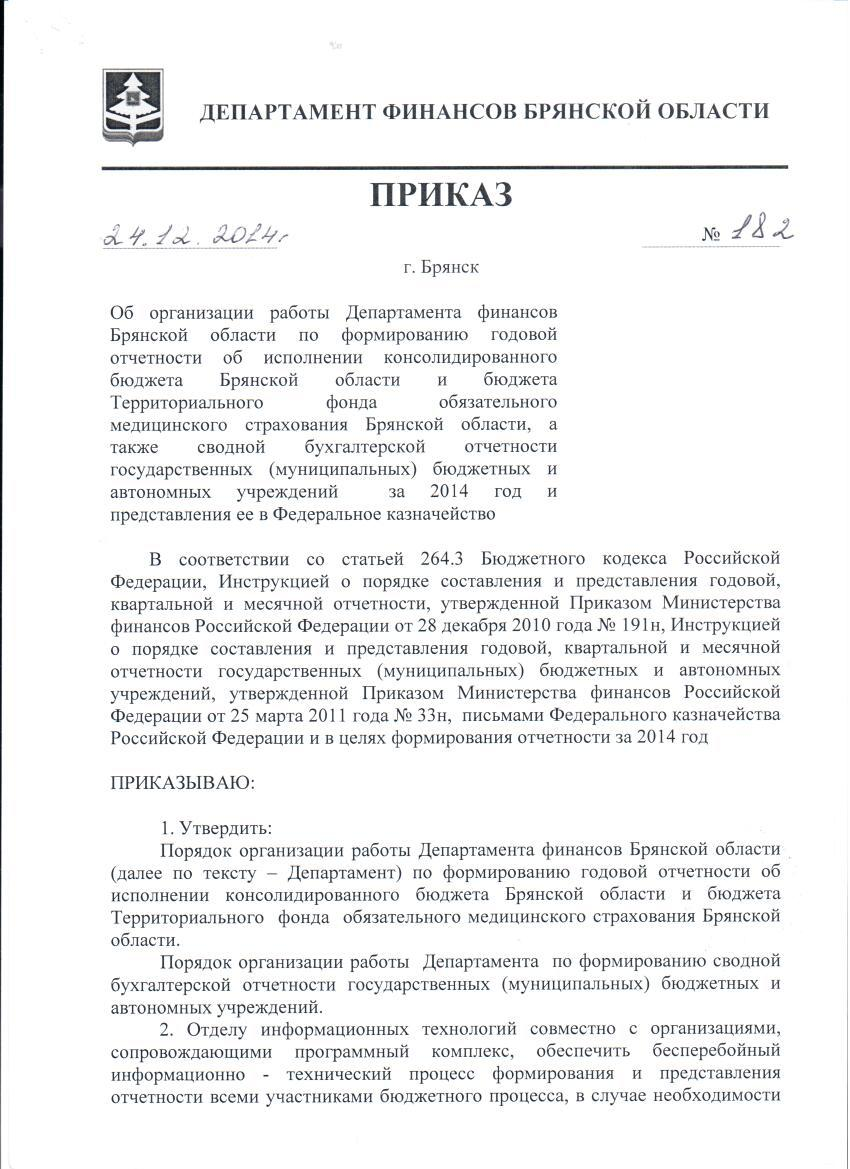 ДЕПАРТАМЕНТ ФИНАНСОВ БРЯНСКОЙ ОБЛАСТИ
ПРИКАЗ
24.12.2014г № 182
г. Брянск
Об организации работы Департамента финансов
Брянской области по формированию годовой
отчетности об исполнении консолидированного
бюджета Брянской области и бюджета
Территориального фонда обязательного
медицинского страхования Брянской области, а
также сводной бухгалтерской отчетности
государственных (муниципальных) бюджетных и
автономных учреждений за 2014 год и
представления ее в Федеральное казначейство
В соответствии со статьей 264.3 Бюджетного кодекса Российской
Федерации, Инструкцией о порядке составления и представления годовой,
квартальной и месячной отчетности, утвержденной Приказом Министерства
финансов Российской Федерации от 28 декабря 2010 года № 191н, Инструкцией
о порядке составления и представления годовой, квартальной и месячной
отчетности государственных (муниципальных) бюджетных и автономных
учреждений, утвержденной Приказом Министерства финансов Российской
Федерации от 25 марта 2011 года № 33н, письмами Федерального казначейства
Российской Федерации и в целях формирования отчетности за 2014 год
ПРИКАЗЫВАЮ:
1. Утвердить:
Порядок организации работы Департамента финансов Брянской области
(далее по тексту – Департамент) по формированию годовой отчетности об
исполнении консолидированного бюджета Брянской области и бюджета
Территориального фонда обязательного медицинского страхования Брянской
области.
Порядок организации работы Департамента по формированию сводной
бухгалтерской отчетности государственных (муниципальных) бюджетных и
автономных учреждений.
2. Отделу информационных технологий совместно с организациями,
сопровождающими программный комплекс, обеспечить бесперебойный
информационно - технический процесс формирования и представления
отчетности всеми участниками бюджетного процесса, в случае необходимости